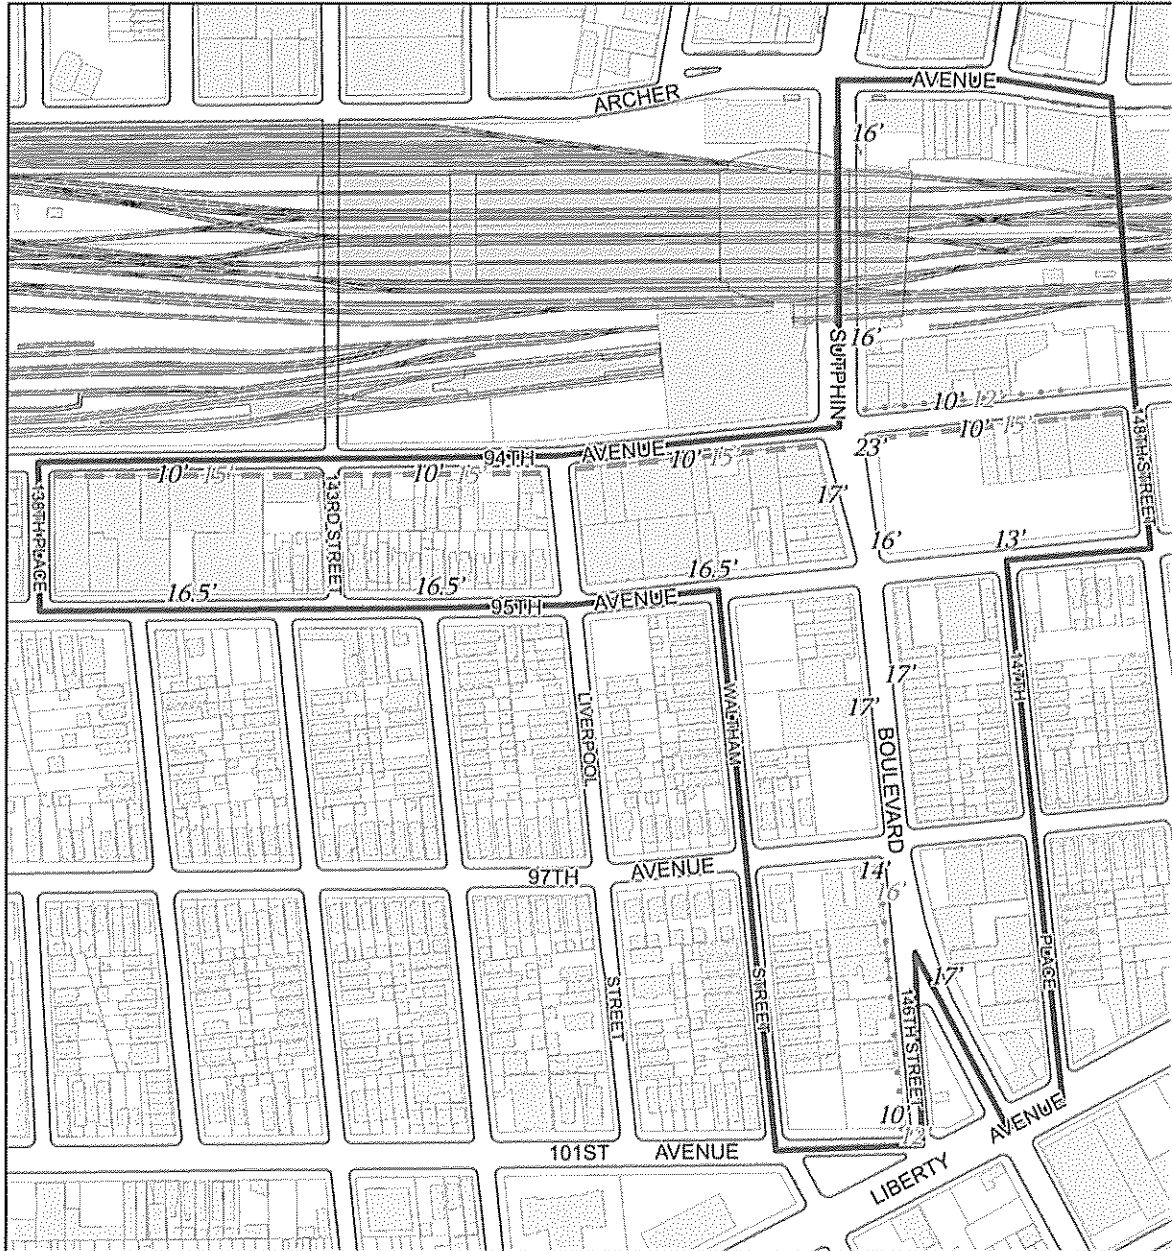 AVENUE
ARCHER
16'
SUTPHIN
16'
10' 12'
10' 15'
148TH STREET
23'
94TH AVENUE
10' 15'
10' 15'
10' 15'
138TH PLACE
143RD STREET
17'
16'
13'
16.5'
16.5'
16.5'
95TH AVENUE
LIVERPOOL
WALTHAM
17'
17'
147TH
BOULEVARD
97TH AVENUE
14'
16'
17'
STREET
STREET
146TH STREET
PLACE
10'
12'
101ST AVENUE
LIBERTY AVENUE